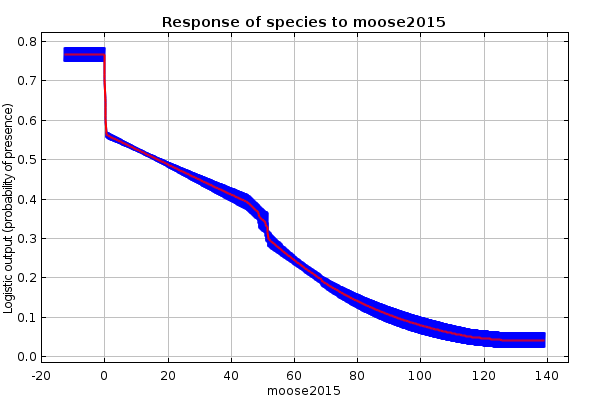 Response of species to moose2015
Logistic output (probability of presence)
0.8
0.7
0.6
0.5
0.4
0.3
0.2
0.1
0.0
-20 0 20 40 60 80 100 120 140
moose2015